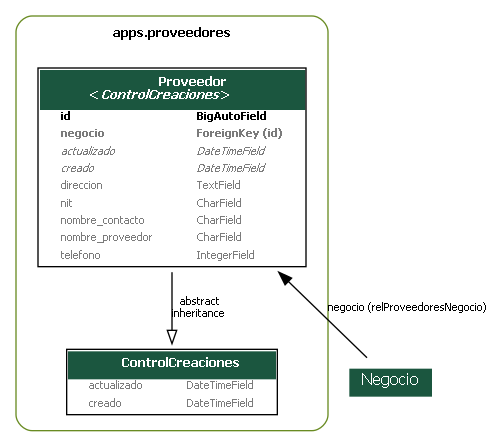 apps.proveedores
Proveedor
<ControlCreaciones>
id BigAutoField
negocio ForeignKey (id)
actualizado DateTimeField
creado DateTimeField
direccion TextField
nit CharField
nombre_contacto CharField
nombre_proveedor CharField
telefono IntegerField
abstract
inheritance
negocio (relProveedoresNegocio)
ControlCreaciones
actualizado DateTimeField
creado DateTimeField
Negocio